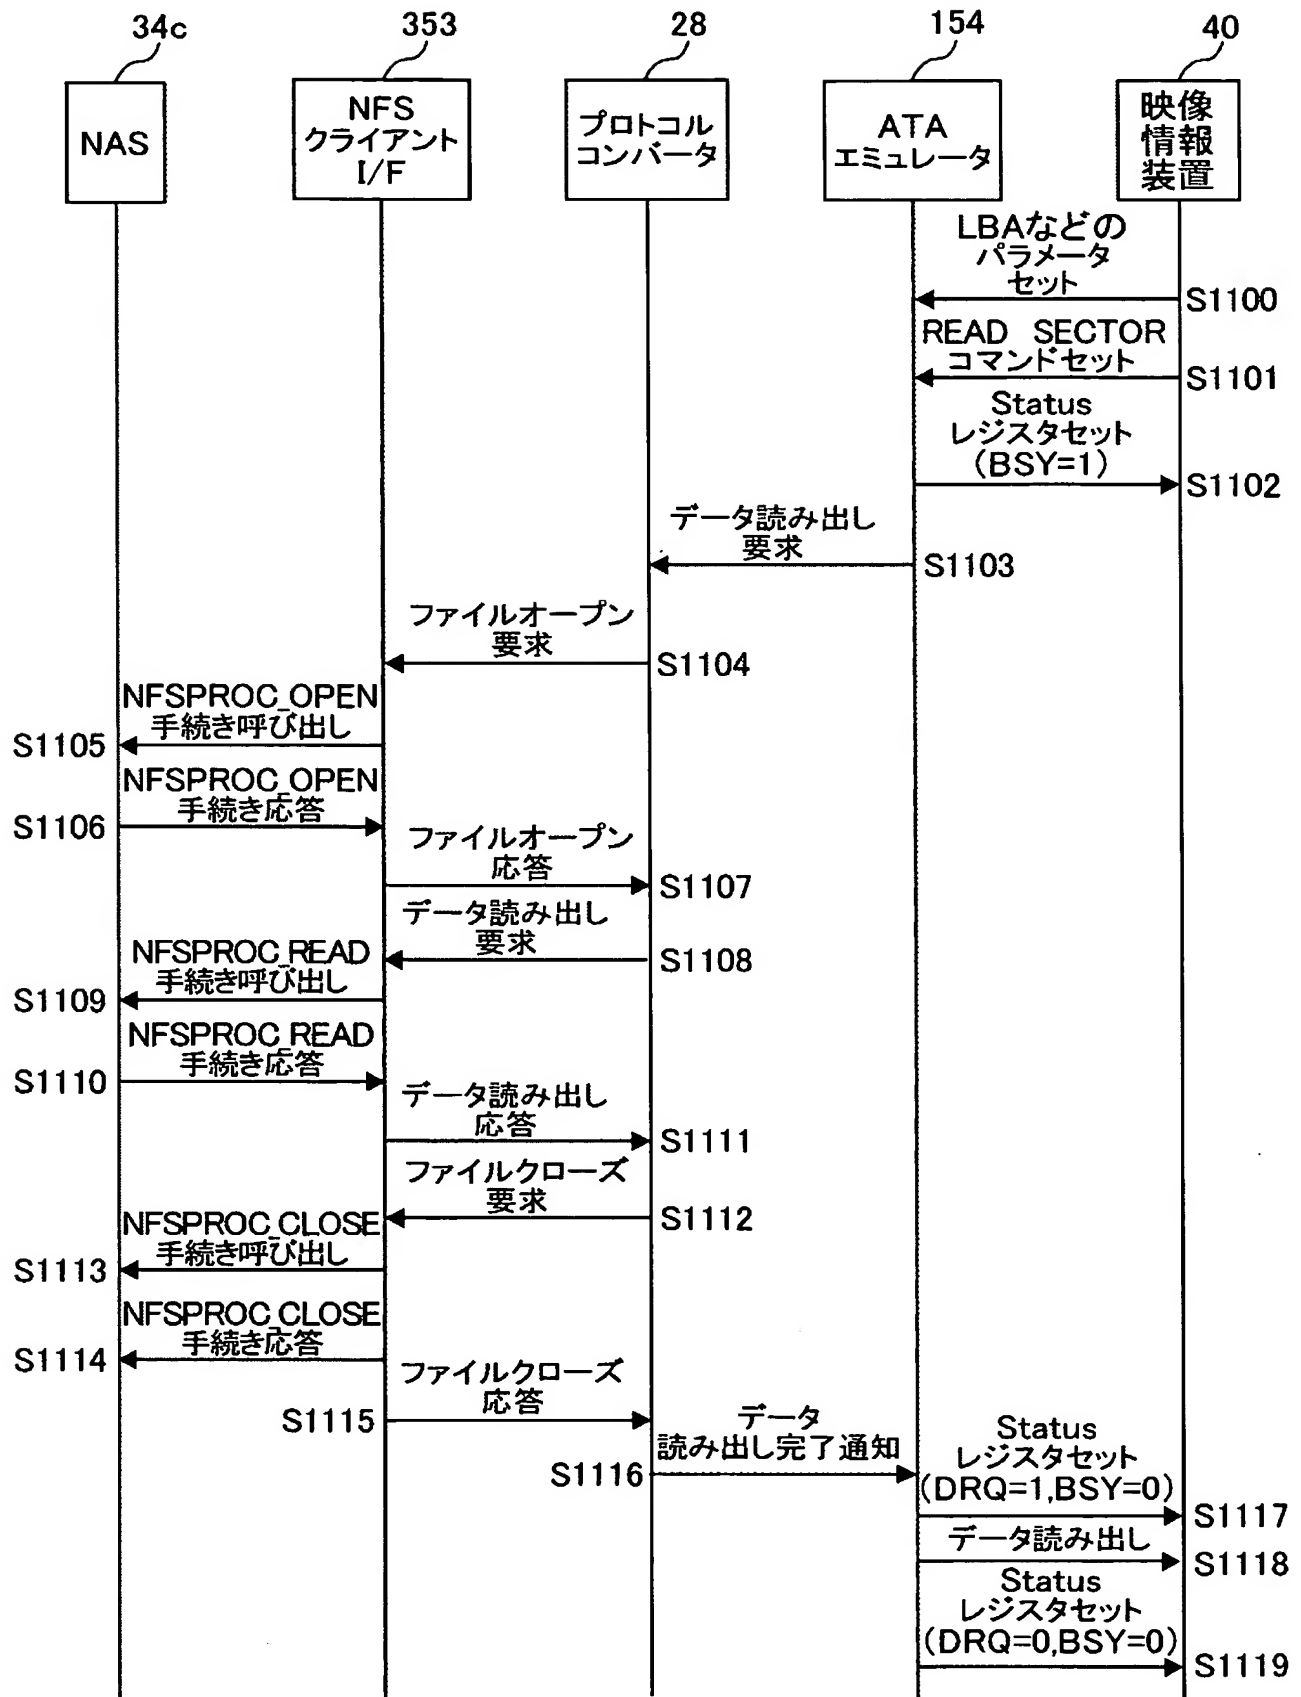 34c
353
28
154
40
NAS
NFS
クライアント
I/F
プロトコル
コンバータ
ATA
エミュレータ
映像
情報
装置
LBAなどの
パラメータ
セット
S1100
READ SECTOR
コマンドセット
S1101
Status
レジスタセット
(BSY=1)
S1102
データ読み出し
要求
S1103
ファイルオープン
要求
S1104
NFSPROC_OPEN
手続き呼び出し
S1105
NFSPROC_OPEN
手続き応答
S1106
ファイルオープン
応答
S1107
データ読み出し
要求
S1108
NFSPROC_READ
手続き呼び出し
S1109
NFSPROC_READ
手続き応答
S1110
データ読み出し
応答
S1111
ファイルクローズ
要求
S1112
NFSPROC_CLOSE
手続き呼び出し
S1113
NFSPROC_CLOSE
手続き応答
S1114
ファイルクローズ
応答
S1115
データ
読み出し完了通知
S1116
Status
レジスタセット
(DRQ=1,BSY=0)
S1117
データ読み出し
S1118
Status
レジスタセット
(DRQ=0,BSY=0)
S1119